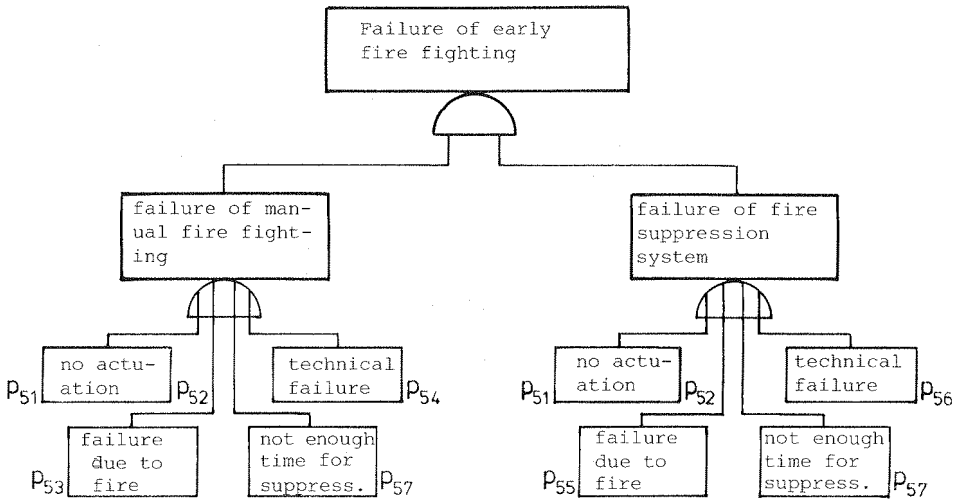 Failure of early
fire fighting
failure of man-
ual fire fight-
ing
failure of fire
suppression
system
no actu-
ation
p51
p52
technical
failure
p54
failure
due to
fire
p53
not enough
time for
suppress.
p57
no actu-
ation
p51
p52
technical
failure
p56
failure
due to
fire
p55
not enough
time for
suppress.
p57